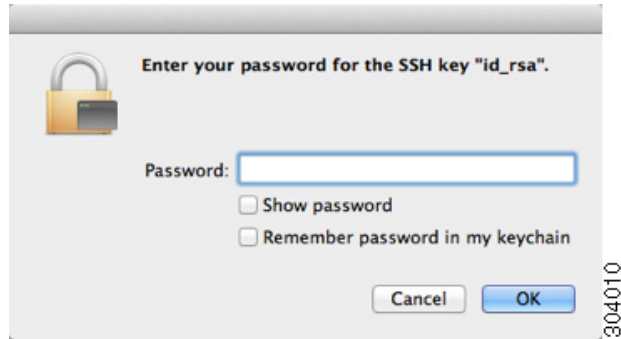 Enter your password for the SSH key "id_rsa".
Password:
Show password
Remember password in my keychain
Cancel
OK
304010